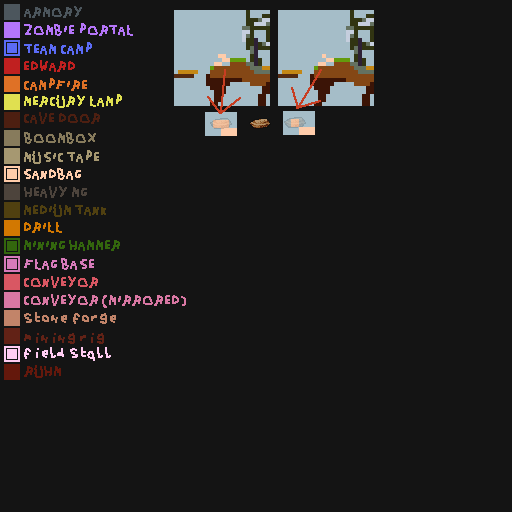 ARMORY
ZOMBIE PORTAL
TEAM CAMP
EDWARD
CAMPFIRE
MERCURY LAMP
CAVE DOOR
BOOMBOX
MUSIC TAPE
SANDBAG
HEAVY MG
MEDIUM TANK
DRILL
MINING HAMMER
FLAG BASE
CONVEYOR
CONVEYOR (MIRRORED)
Stone forge
mining rig
field stall